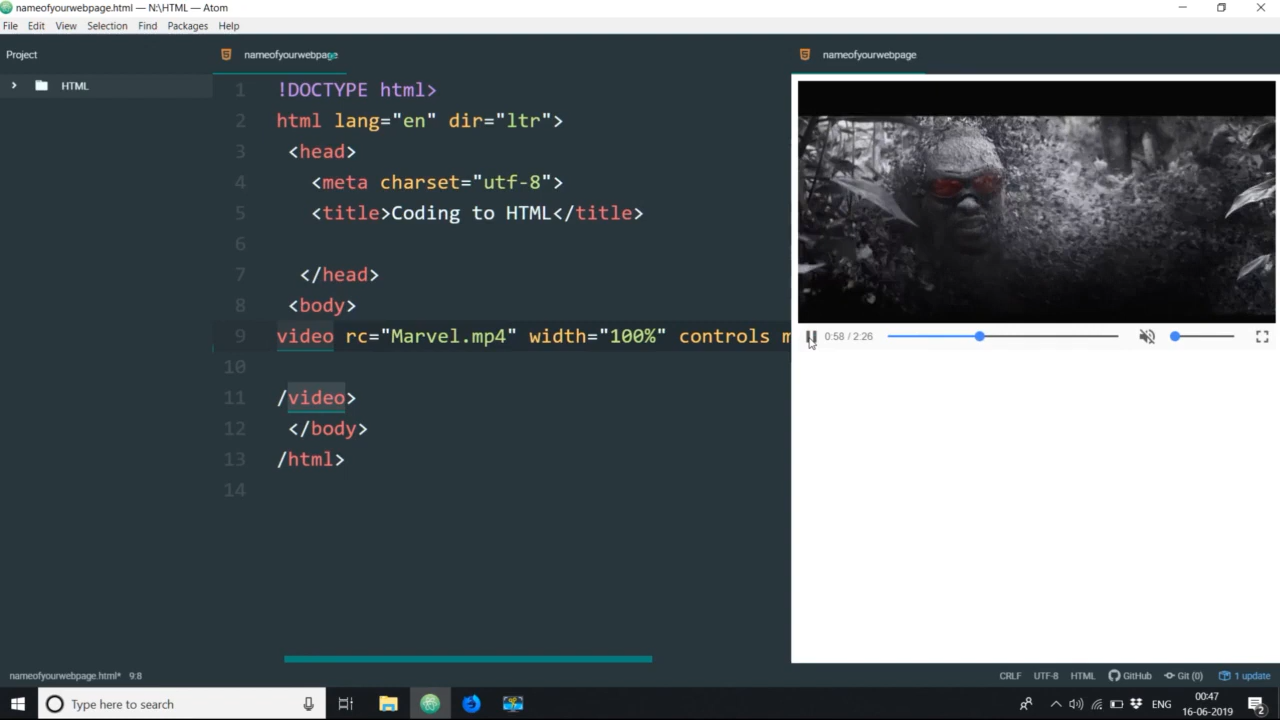 nameofyourwebpage.html — N:\HTML — Atom
File Edit View Selection Find Packages Help
Project
nameofyourwebpage
nameofyourwebpage
HTML
1 !DOCTYPE html>
2 html lang="en" dir="ltr">
3 <head>
4 <meta charset="utf-8">
5 <title>Coding to HTML</title>
6
7 </head>
8 <body>
9 video rc="Marvel.mp4" width="100%" controls m
10
11 /video>
12 </body>
13 /html>
14
0:58 / 2:26
nameofyourwebpage.html* 9:8
CRLF UTF-8 HTML GitHub Git (0) 1 update
Type here to search
ENG
00:47
16-06-2019
2